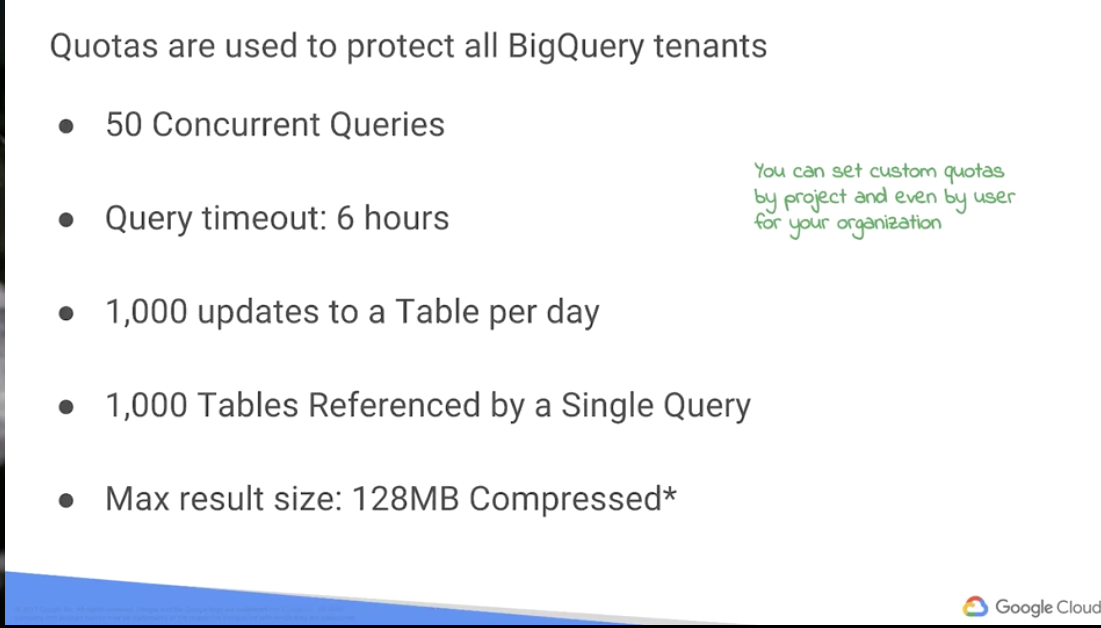 Quotas are used to protect all BigQuery tenants
● 50 Concurrent Queries
You can set custom quotas
by project and even by user
for your organization
● Query timeout: 6 hours
● 1,000 updates to a Table per day
● 1,000 Tables Referenced by a Single Query
● Max result size: 128MB Compressed*
Google Cloud